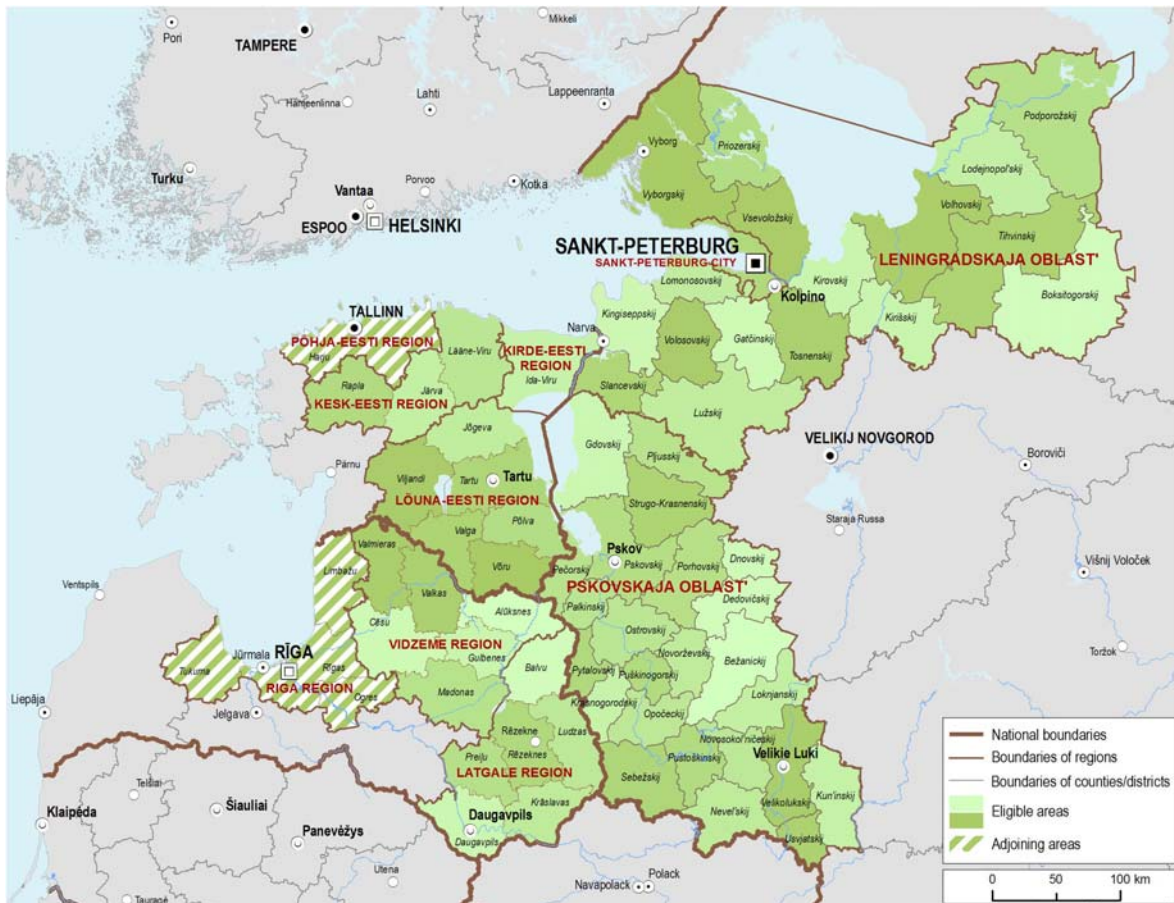 Pori
TAMPERE
Mikkeli
Hämeenlinna
Lahti
Lappeenranta
Turku
Vantaa
Porvoo
Kotka
ESPOO
HELSINKI
Vyborg
Vyborgskij
Priozerskij
Vsevoložskij
Podporožskij
Lodejnopol'skij
Volhovskij
Tihvinskij
LENINGRADSKAJA OBLAST'
Boksitogorskij
SANKT-PETERBURG
SANKT-PETERBURG-CITY
Kolpino
Kirovskij
Kirišskij
Lomonosovskij
Kingiseppskij
Volosovskij
Gatčinskij
Tosnenskij
Slancevskij
Lužskij
TALLINN
PÕHJA-EESTI REGION
Harju
Lääne-Viru
KIRDE-EESTI
REGION
Ida-Viru
Narva
Rapla
Järva
KESK-EESTI REGION
Jõgeva
Viljandi
Tartu
Tartu
LÕUNA-EESTI REGION
Põlva
Valga
Võru
Pärnu
Gdovskij
Pljusskij
Strugo-Krasnenskij
VELIKIJ NOVGOROD
Boroviči
Staraja Russa
Višnij Voloček
Toržok
Pskov
Pečorskij
Pskovskij
Porhovskij
Dnovskij
PSKOVSKAJA OBLAST'
Palkinskij
Dedovičskij
Ostrovskij
Novorževskij
Bežanickij
Pytalovskij
Puškinogorskij
Krasnogorodskij
Opočeckij
Loknjanskij
Novosokol'ničeskij
Sebežskij
Pustoškinskij
Velikie Luki
Velikolukskij
Kun'inskij
Nevel'skij
Usvjatskij
Valmieras
Limbažu
Valkas
Cēsu
Alūksnes
VIDZEME REGION
Gulbenes
Balvu
Madonas
Ventspils
Tukuma
Jūrmala
RĪGA
Rīgas
RIGA REGION
Ogres
Liepāja
Jelgava
Rēzekne
Ludzas
Preiļu
Rēzeknes
LATGALE REGION
Krāslavas
Daugavpils
Daugavpils
Telšiai
Klaipėda
Šiauliai
Panevėžys
Utena
Tauragė
Navapolack
Polack
National boundaries
Boundaries of regions
Boundaries of counties/districts
Eligible areas
Adjoining areas
0 50 100 km